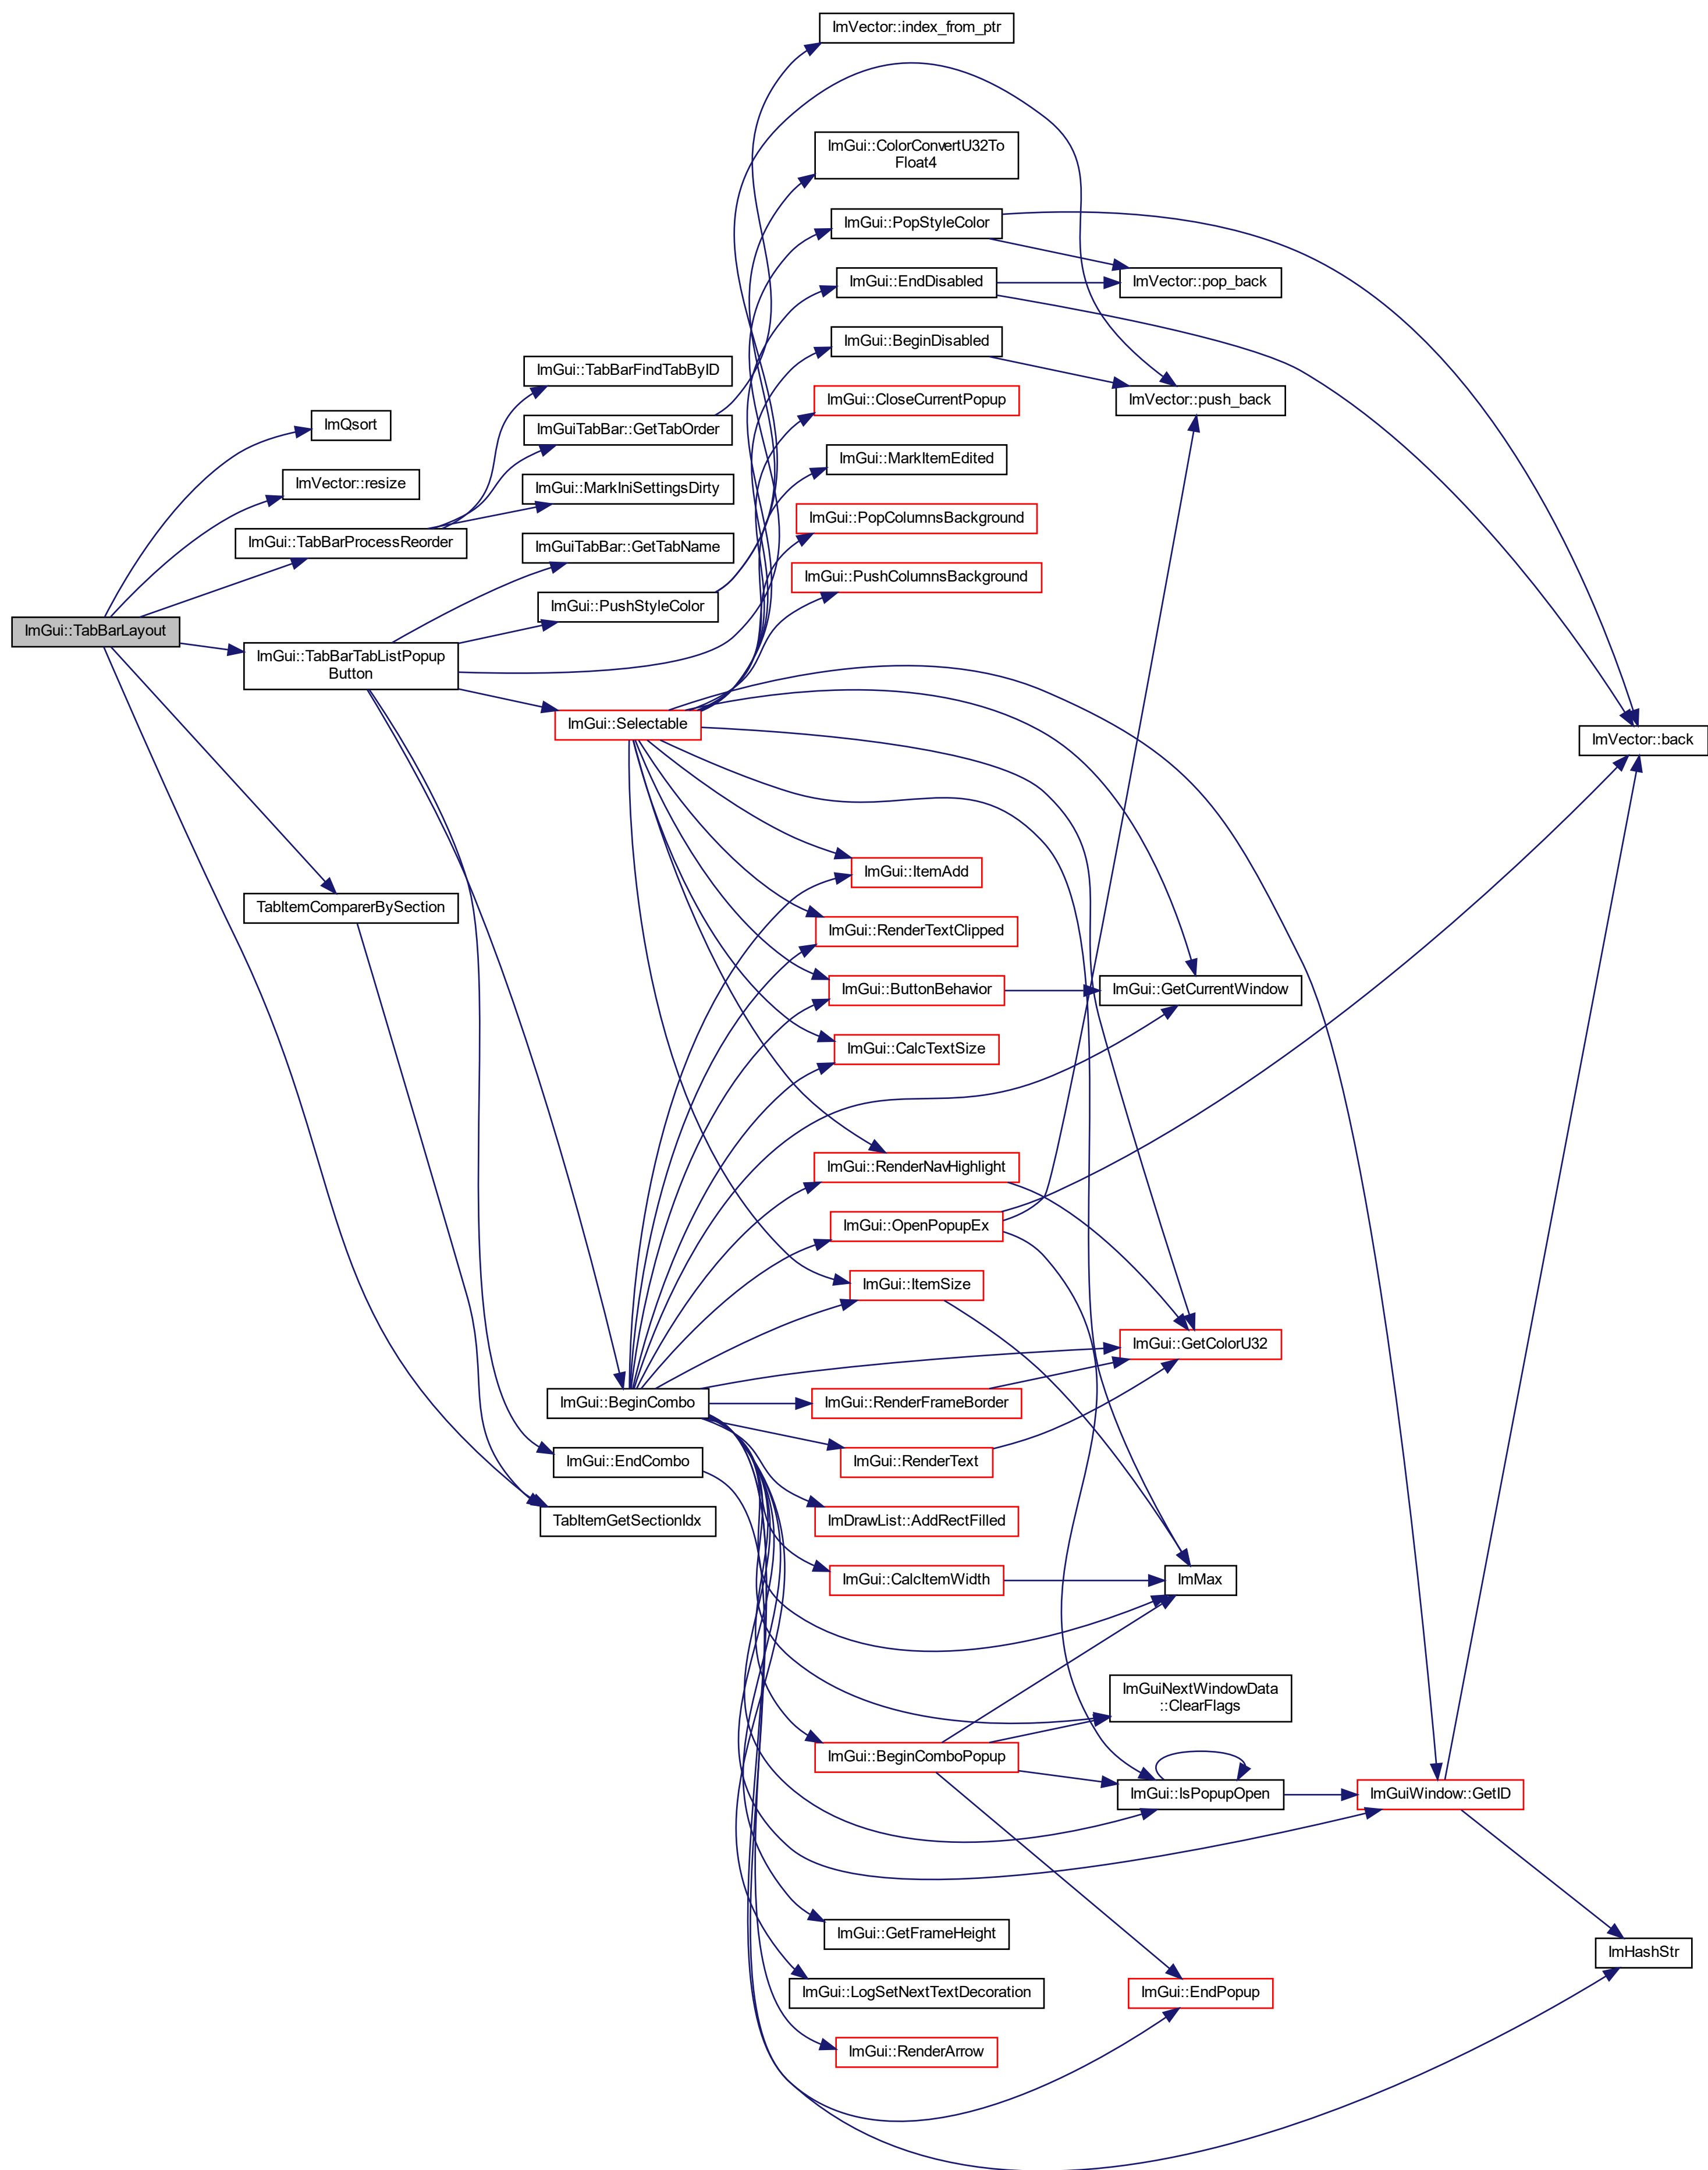 ImVector::index_from_ptr
ImGui::ColorConvertU32To
Float4
ImGui::PopStyleColor
ImGui::EndDisabled
ImVector::pop_back
ImGui::BeginDisabled
ImGui::TabBarFindTabByID
ImGui::CloseCurrentPopup
ImVector::push_back
ImQsort
ImGuiTabBar::GetTabOrder
ImGui::MarkItemEdited
ImVector::resize
ImGui::MarkIniSettingsDirty
ImGui::PopColumnsBackground
ImGui::TabBarProcessReorder
ImGuiTabBar::GetTabName
ImGui::PushColumnsBackground
ImGui::PushStyleColor
ImGui::TabBarLayout
ImGui::TabBarTabListPopup
Button
ImGui::Selectable
ImVector::back
ImGui::ItemAdd
TabItemComparerBySection
ImGui::RenderTextClipped
ImGui::ButtonBehavior
ImGui::GetCurrentWindow
ImGui::CalcTextSize
ImGui::RenderNavHighlight
ImGui::OpenPopupEx
ImGui::ItemSize
ImGui::GetColorU32
ImGui::BeginCombo
ImGui::RenderFrameBorder
ImGui::EndCombo
ImGui::RenderText
TabItemGetSectionIdx
ImDrawList::AddRectFilled
ImGui::CalcItemWidth
ImMax
ImGuiNextWindowData
::ClearFlags
ImGui::BeginComboPopup
ImGui::IsPopupOpen
ImGuiWindow::GetID
ImGui::GetFrameHeight
ImHashStr
ImGui::LogSetNextTextDecoration
ImGui::EndPopup
ImGui::RenderArrow